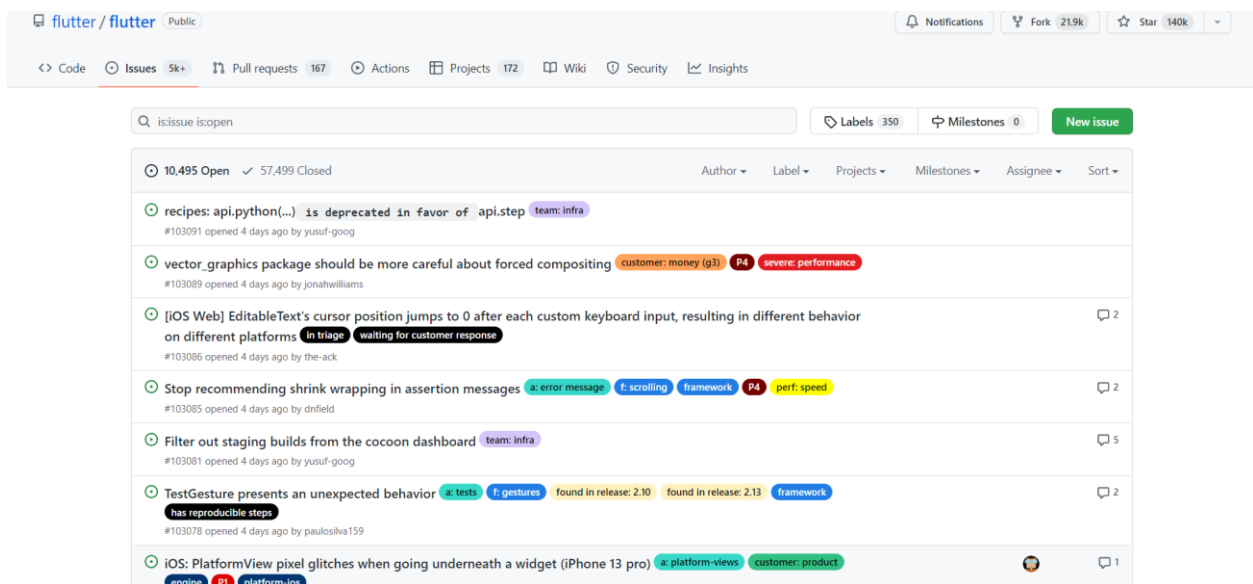 flutter / flutter Public
Notifications Fork 21.9k Star 140k
Code Issues 5k+ Pull requests 167 Actions Projects 172 Wiki Security Insights
is:issue is:open
Labels 350 Milestones 0 New issue
10,495 Open 57,499 Closed Author Label Projects Milestones Assignee Sort
recipes: api.python(...) is deprecated in favor of api.step team: infra
#103091 opened 4 days ago by yusuf-goog
vector_graphics package should be more careful about forced compositing customer: money (g3) P4 severe: performance
#103089 opened 4 days ago by jonahwilliams
[iOS Web] EditableText's cursor position jumps to 0 after each custom keyboard input, resulting in different behavior 2
on different platforms in triage waiting for customer response
#103086 opened 4 days ago by the-ack
Stop recommending shrink wrapping in assertion messages a: error message f: scrolling framework P4 perf: speed 2
#103085 opened 4 days ago by dnfield
Filter out staging builds from the cocoon dashboard team: infra 5
#103081 opened 4 days ago by yusuf-goog
TestGesture presents an unexpected behavior a: tests f: gestures found in release: 2.10 found in release: 2.13 framework 2
has reproducible steps
#103078 opened 4 days ago by paulosilva159
iOS: PlatformView pixel glitches when going underneath a widget (iPhone 13 pro) a: platform-views customer: product 1
engine P1 platform-ios